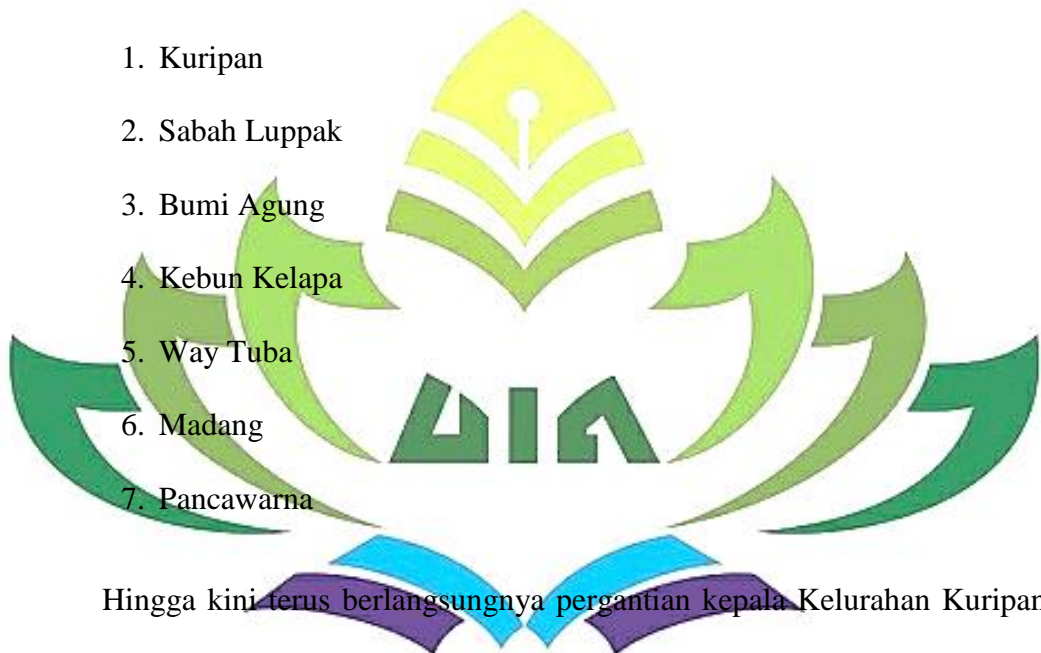 1. Kuripan
2. Sabah Luppak
3. Bumi Agung
4. Kebun Kelapa
5. Way Tuba
6. Madang
7. Pancawarna
UIN
Hingga kini terus berlangsungnya pergantian kepala Kelurahan Kuripan